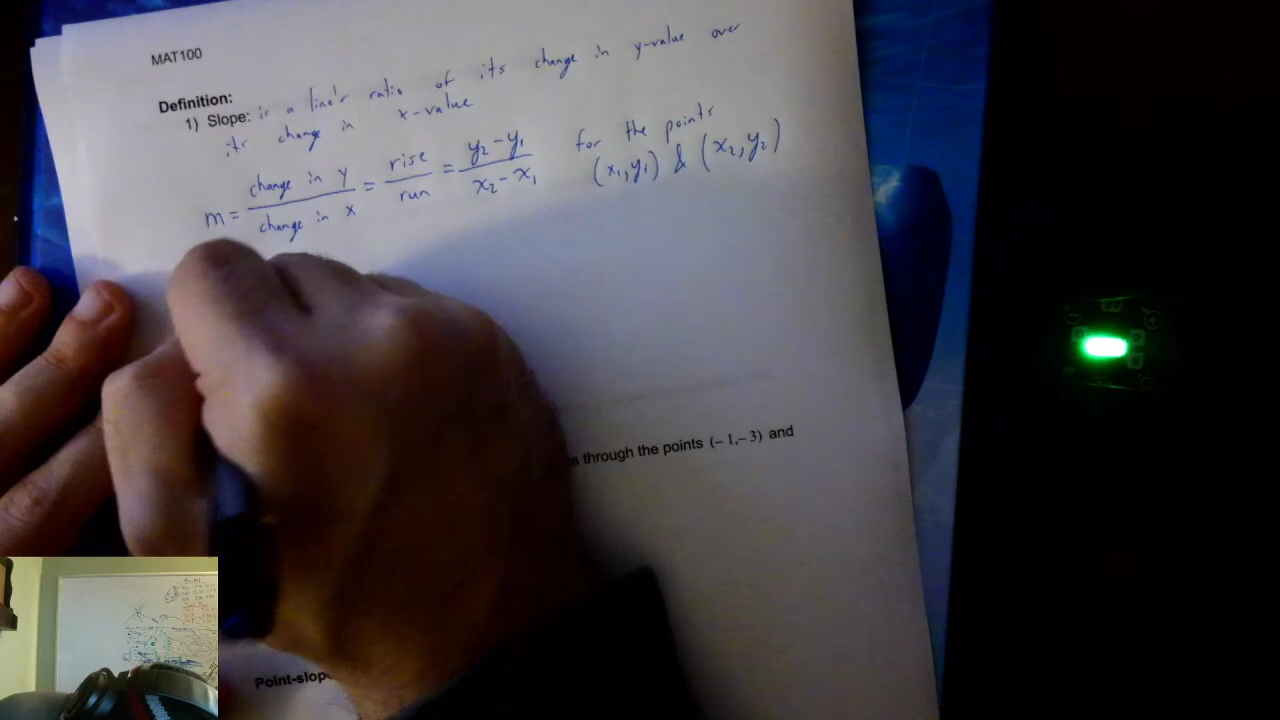 MAT100
Definition:
1) Slope: is a line's ratio of its change in y-value over
its change in x-value
m = change in y / change in x = rise / run = y₂-y₁ / x₂-x₁ for the points
(x₁,y₁) & (x₂,y₂)
through the points (– 1,– 3) and
Point-slope